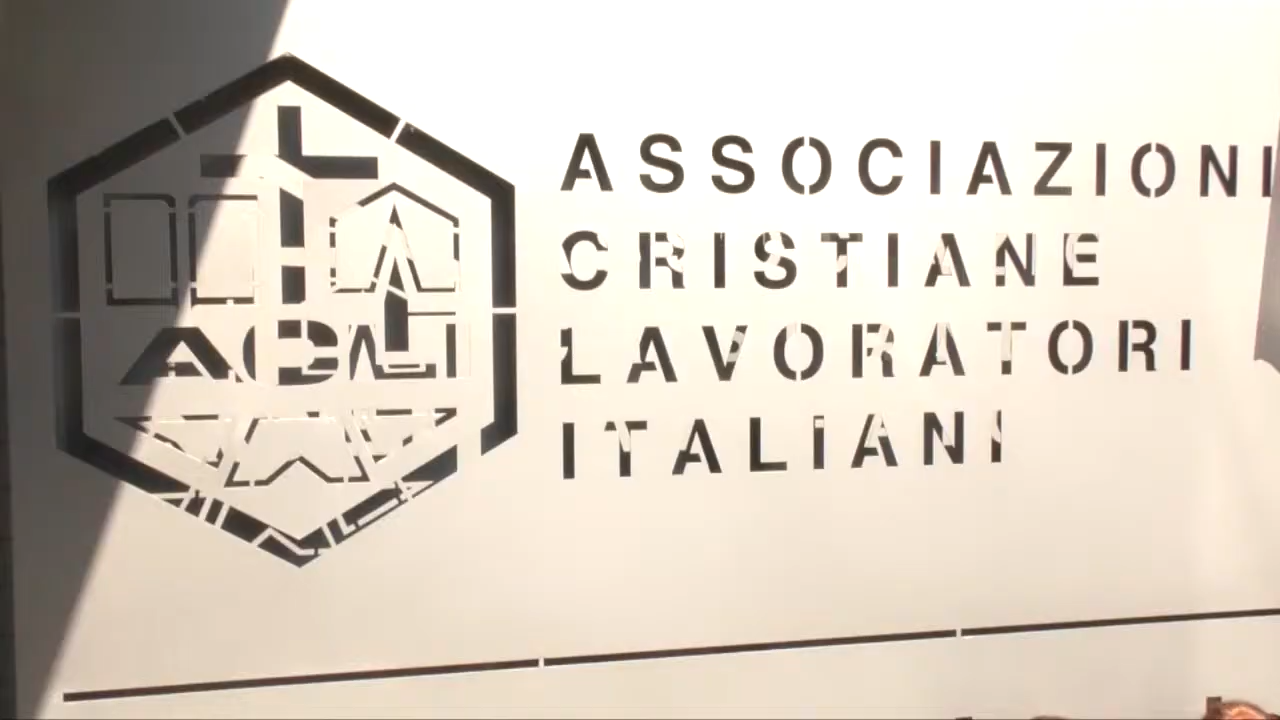 ACLI
ASSOCIAZIONI
CRISTIANE
LAVORATORI
ITALIANI